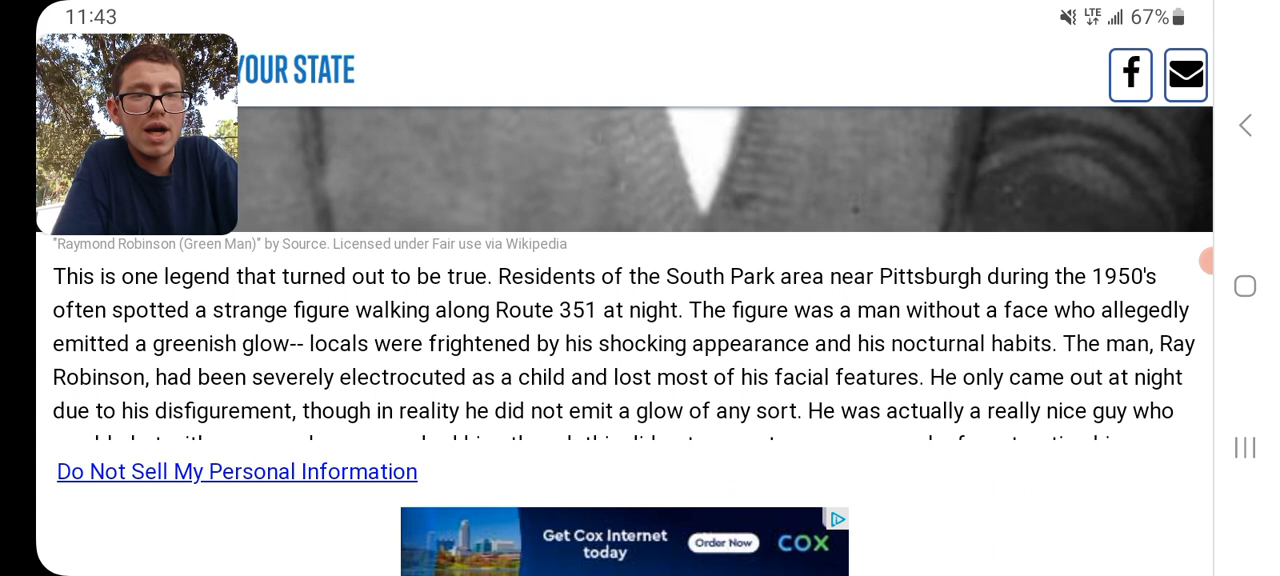 11:43
LTE 67%
YOUR STATE
"Raymond Robinson (Green Man)" by Source. Licensed under Fair use via Wikipedia
This is one legend that turned out to be true. Residents of the South Park area near Pittsburgh during the 1950's
often spotted a strange figure walking along Route 351 at night. The figure was a man without a face who allegedly
emitted a greenish glow-- locals were frightened by his shocking appearance and his nocturnal habits. The man, Ray
Robinson, had been severely electrocuted as a child and lost most of his facial features. He only came out at night
due to his disfigurement, though in reality he did not emit a glow of any sort. He was actually a really nice guy who
Do Not Sell My Personal Information
Get Cox Internet
today
Order Now
COX